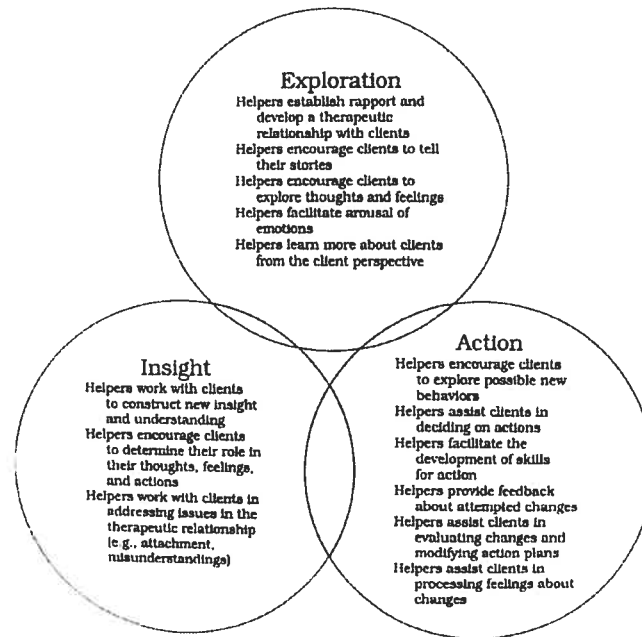 Exploration
Helpers establish rapport and
develop a therapeutic
relationship with clients
Helpers encourage clients to tell
their stories
Helpers encourage clients to
explore thoughts and feelings
Helpers facilitate arousal of
emotions
Helpers learn more about clients
from the client perspective
Insight
Helpers work with clients
to construct new insight
and understanding
Helpers encourage clients
to determine their role in
their thoughts, feelings,
and actions
Helpers work with clients in
addressing issues in the
therapeutic relationship
(e.g., attachment,
misunderstandings)
Action
Helpers encourage clients
to explore possible new
behaviors
Helpers assist clients in
deciding on actions
Helpers facilitate the
development of skills
for action
Helpers provide feedback
about attempted changes
Helpers assist clients in
evaluating changes and
modifying action plans
Helpers assist clients in
processing feelings about
changes